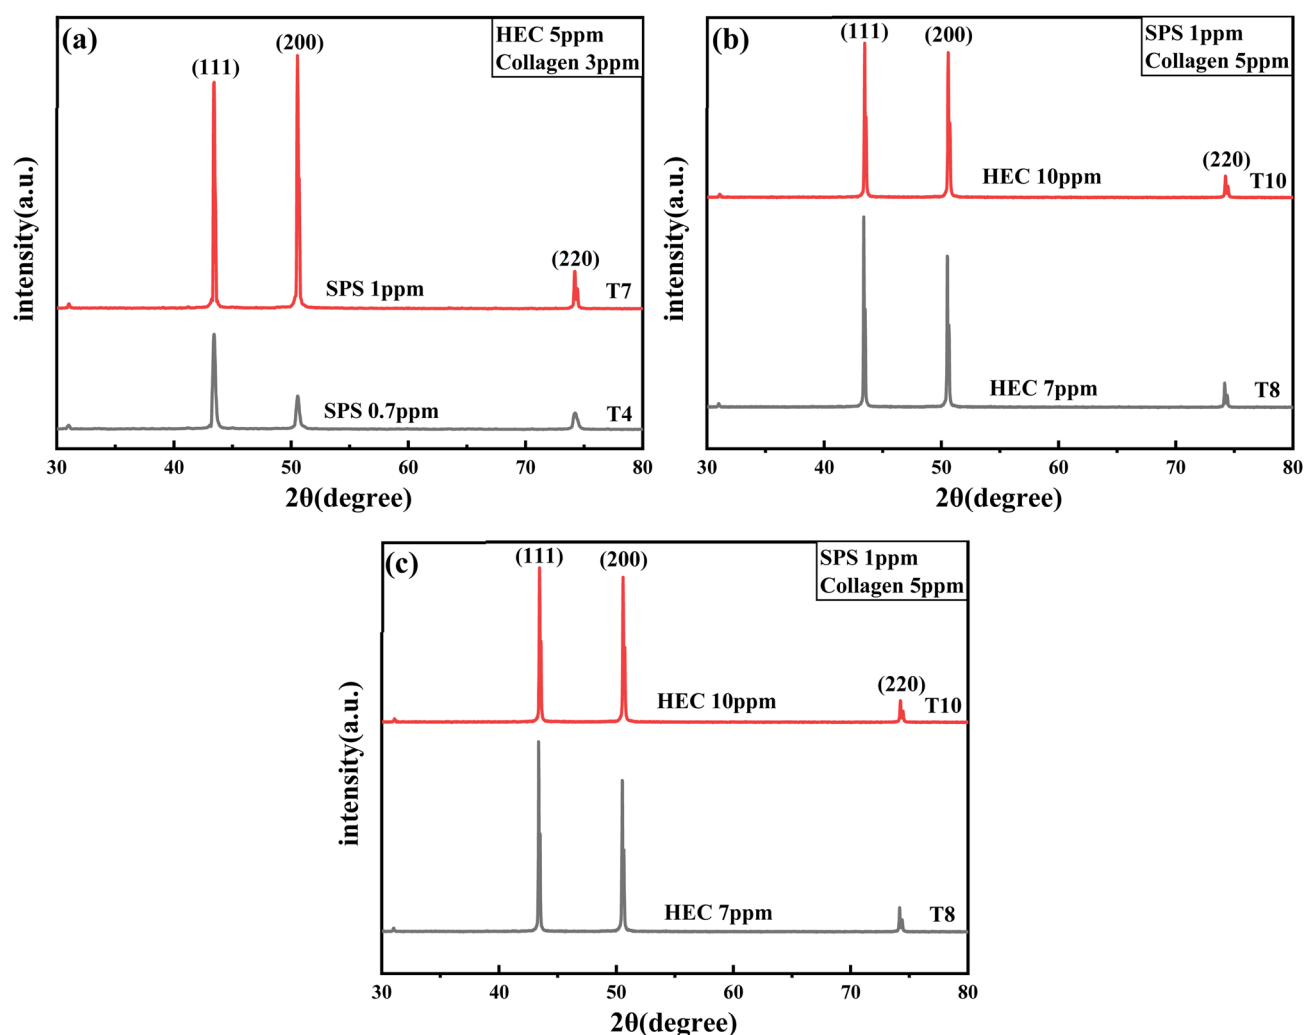 (a)
HEC 5ppm
Collagen 3ppm
(111)
(200)
(220)
SPS 1ppm
T7
SPS 0.7ppm
T4
intensity(a.u.)
30 40 50 60 70 80
2θ(degree)
(b)
SPS 1ppm
Collagen 5ppm
(111)
(200)
(220)
HEC 10ppm
T10
HEC 7ppm
T8
intensity(a.u.)
30 40 50 60 70 80
2θ(degree)
(c)
SPS 1ppm
Collagen 5ppm
(111)
(200)
(220)
HEC 10ppm
T10
HEC 7ppm
T8
intensity(a.u.)
30 40 50 60 70 80
2θ(degree)